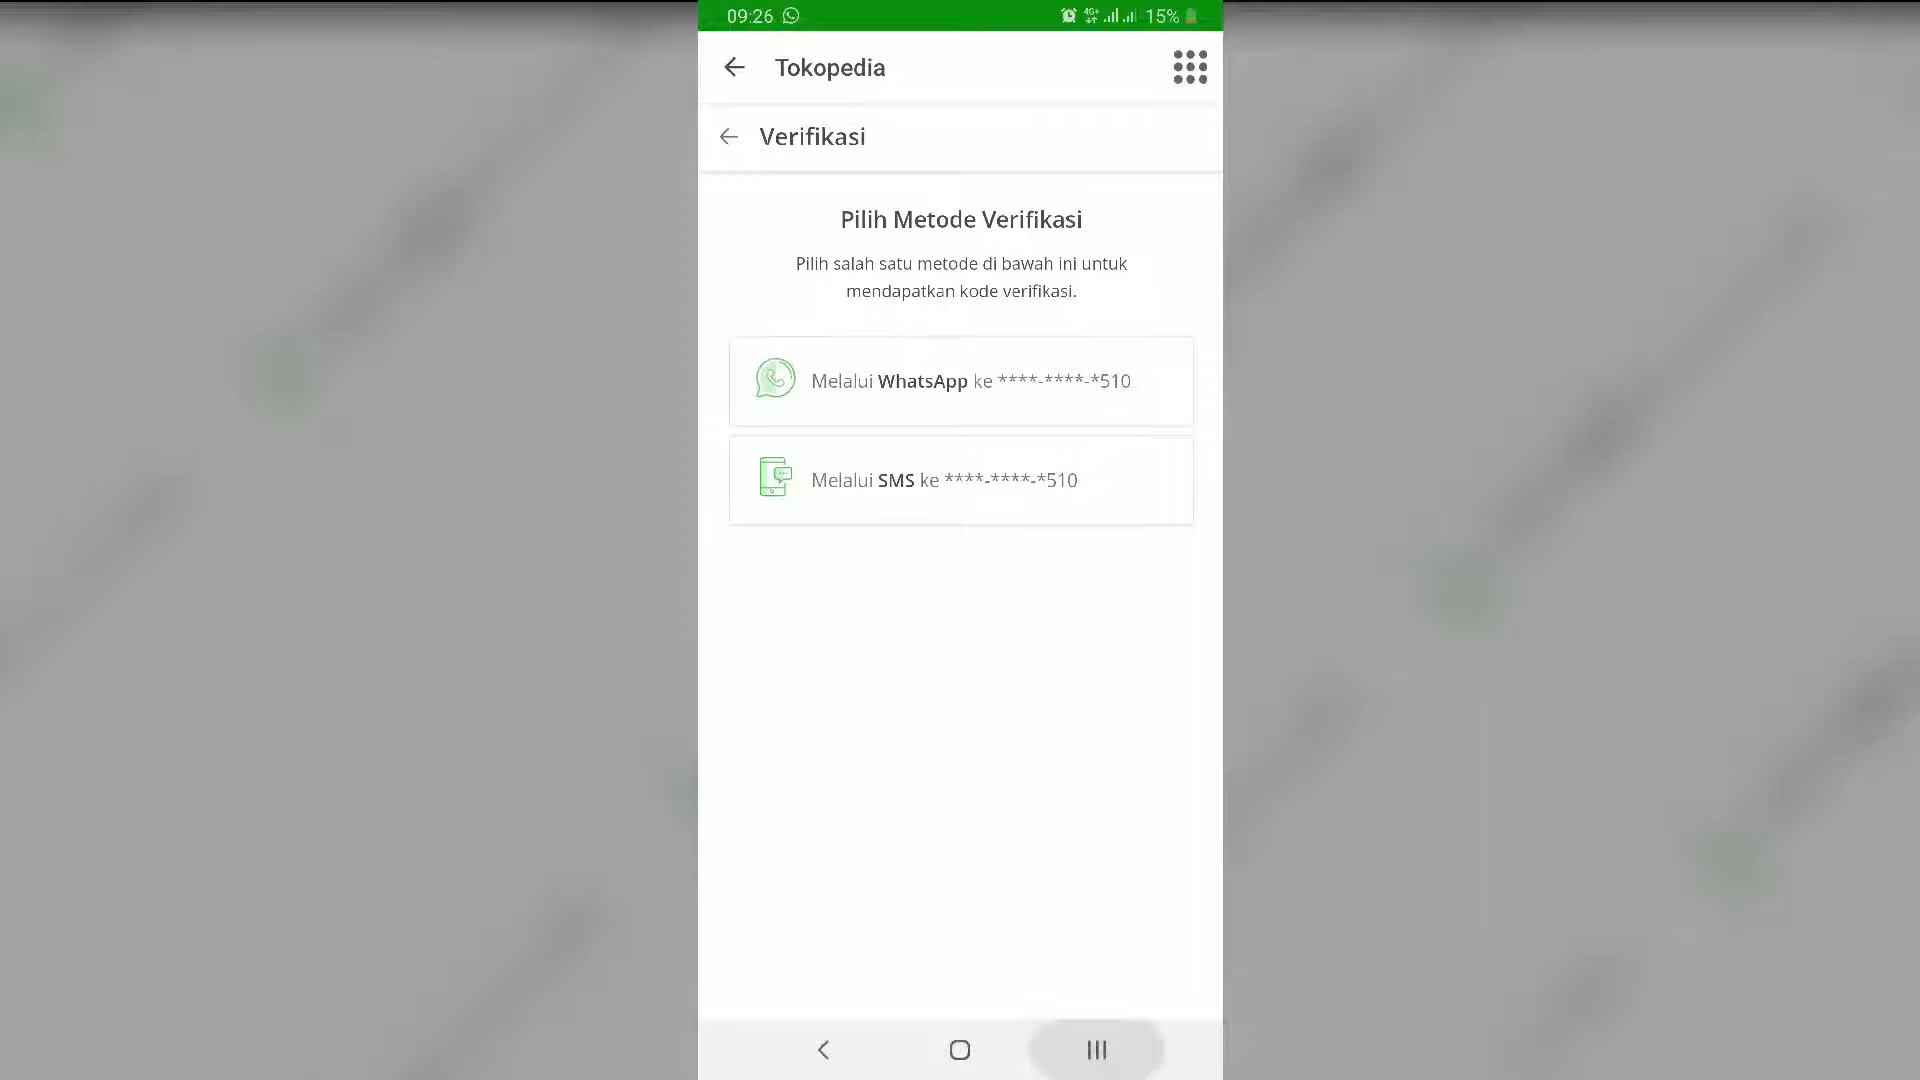 09:26
4G+
15%
Tokopedia
Verifikasi
Pilih Metode Verifikasi
Pilih salah satu metode di bawah ini untuk
mendapatkan kode verifikasi.
Melalui WhatsApp ke ****-****-*510
Melalui SMS ke ****-****-*510